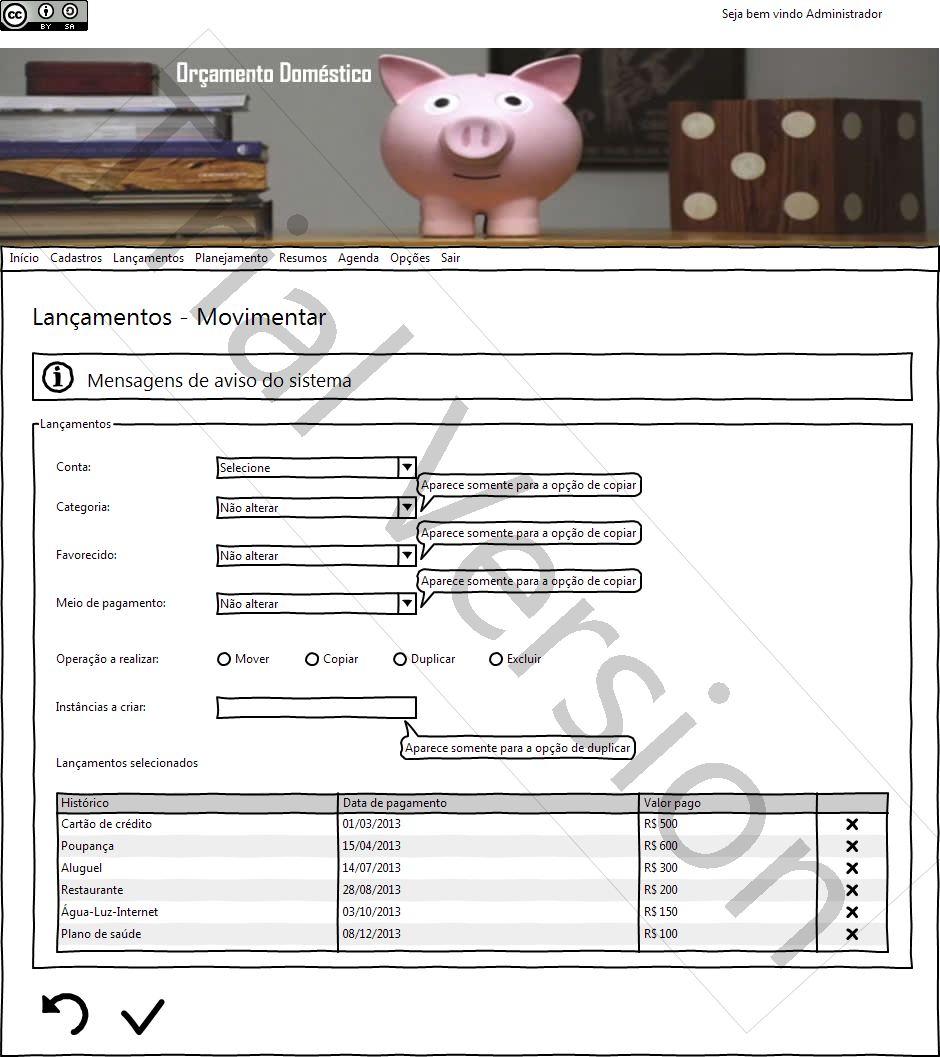 cc BY SA
Seja bem vindo Administrador
Orçamento Doméstico
Início Cadastros Lançamentos Planejamento Resumos Agenda Opções Sair
Lançamentos - Movimentar
Mensagens de aviso do sistema
Lançamentos
Conta: Selecione
Aparece somente para a opção de copiar
Categoria: Não alterar
Aparece somente para a opção de copiar
Favorecido: Não alterar
Aparece somente para a opção de copiar
Meio de pagamento: Não alterar
Operação a realizar: Mover Copiar Duplicar Excluir
Instâncias a criar:
Aparece somente para a opção de duplicar
Lançamentos selecionados
Histórico Data de pagamento Valor pago
Cartão de crédito 01/03/2013 R$ 500
Poupança 15/04/2013 R$ 600
Aluguel 14/07/2013 R$ 300
Restaurante 28/08/2013 R$ 200
Água-Luz-Internet 03/10/2013 R$ 150
Plano de saúde 08/12/2013 R$ 100
Trial Version